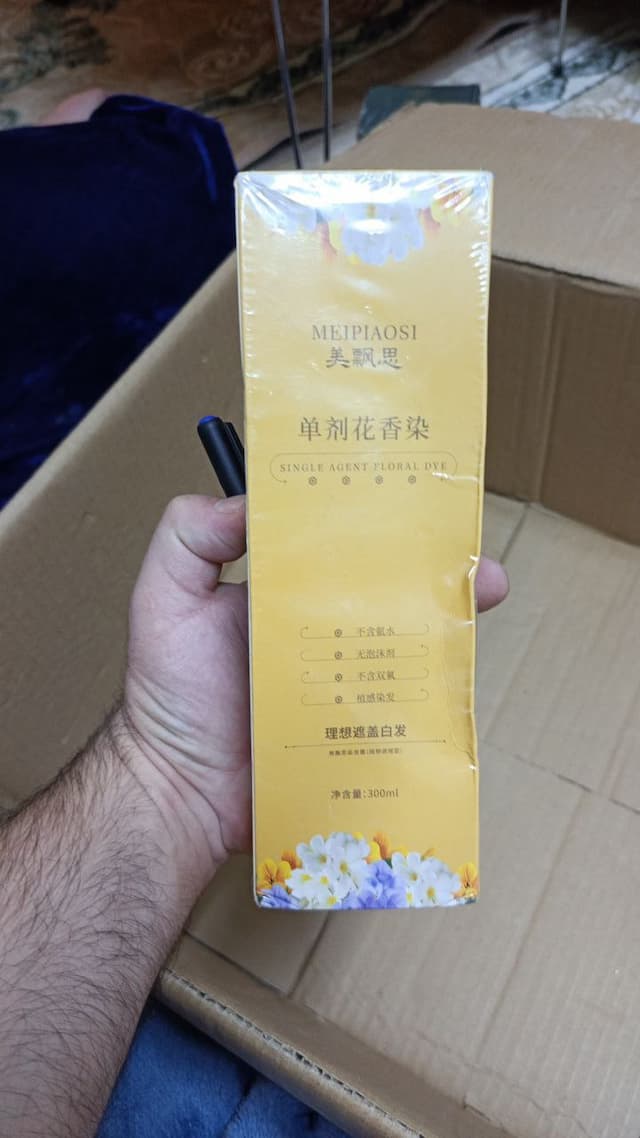 MEIPIAOSI
美飘思
单剂花香染
SINGLE AGENT FLORAL DYE
不含氨水
无泡沫剂
不含双氧
植感染发
理想遮盖白发
净含量:300ml